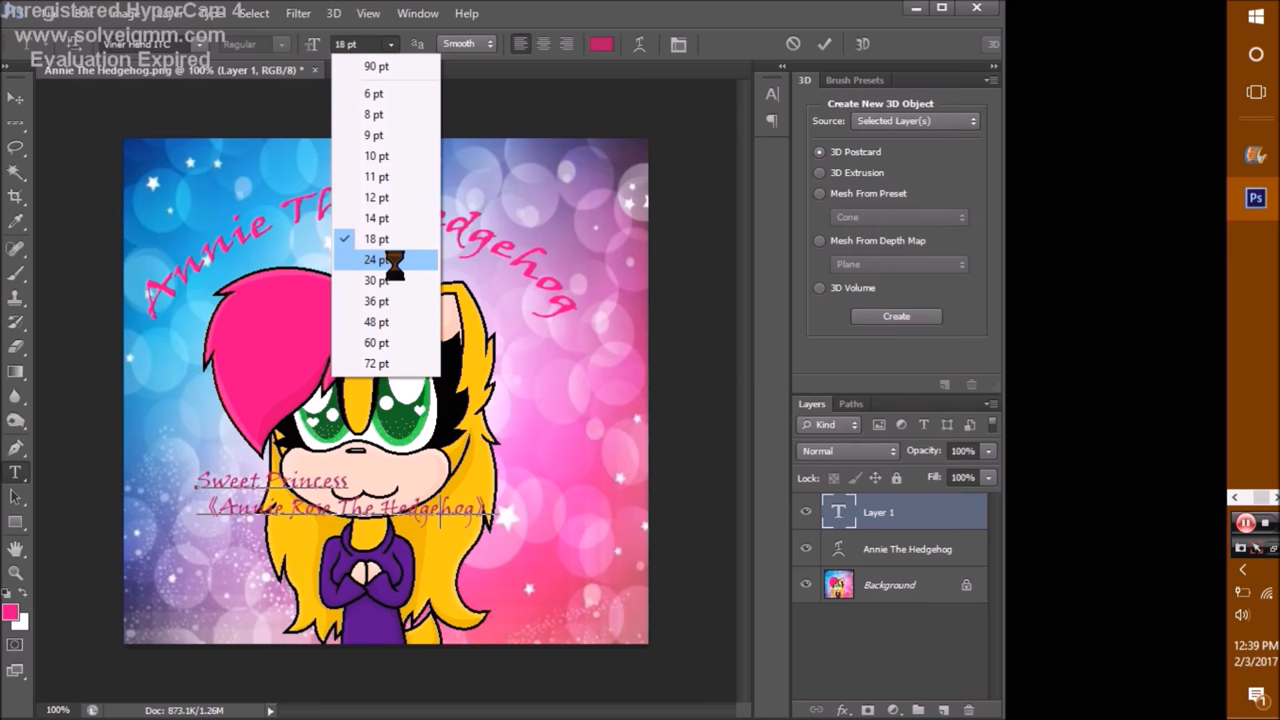 Unregistered HyperCam 4
www.solveigmm.com
Evaluation Expired
Select Filter 3D View Window Help
Viner Hand ITC Regular 18 pt Smooth 3D
Annie The Hedgehog.png @ 100% (Layer 1, RGB/8) *
90 pt
6 pt
8 pt
9 pt
10 pt
11 pt
12 pt
14 pt
18 pt
24 pt
30 pt
36 pt
48 pt
60 pt
72 pt
Annie Th Hedgehog
Sweet Princess
《Annie Rose The Hedgehog》
3D Brush Presets
Create New 3D Object
Source: Selected Layer(s)
3D Postcard
3D Extrusion
Mesh From Preset
Cone
Mesh From Depth Map
Plane
3D Volume
Create
Layers Paths
Kind
Normal Opacity: 100%
Lock: Fill: 100%
T Layer 1
Annie The Hedgehog
Background
100% Doc: 873.1K/1.26M
Ps
12:39 PM
2/3/2017
1